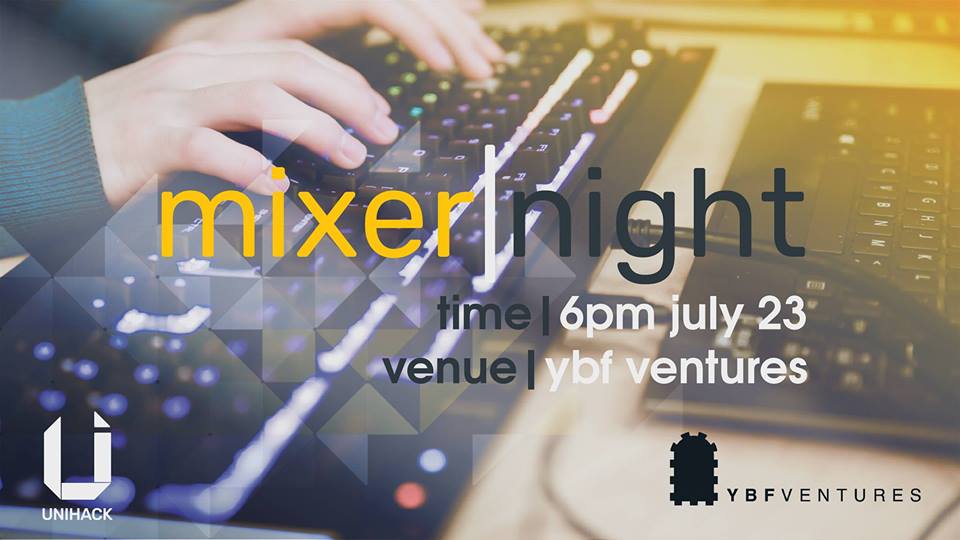 mixer|night
time|6pm july 23
venue|ybf ventures
UNIHACK
YBFVENTURES